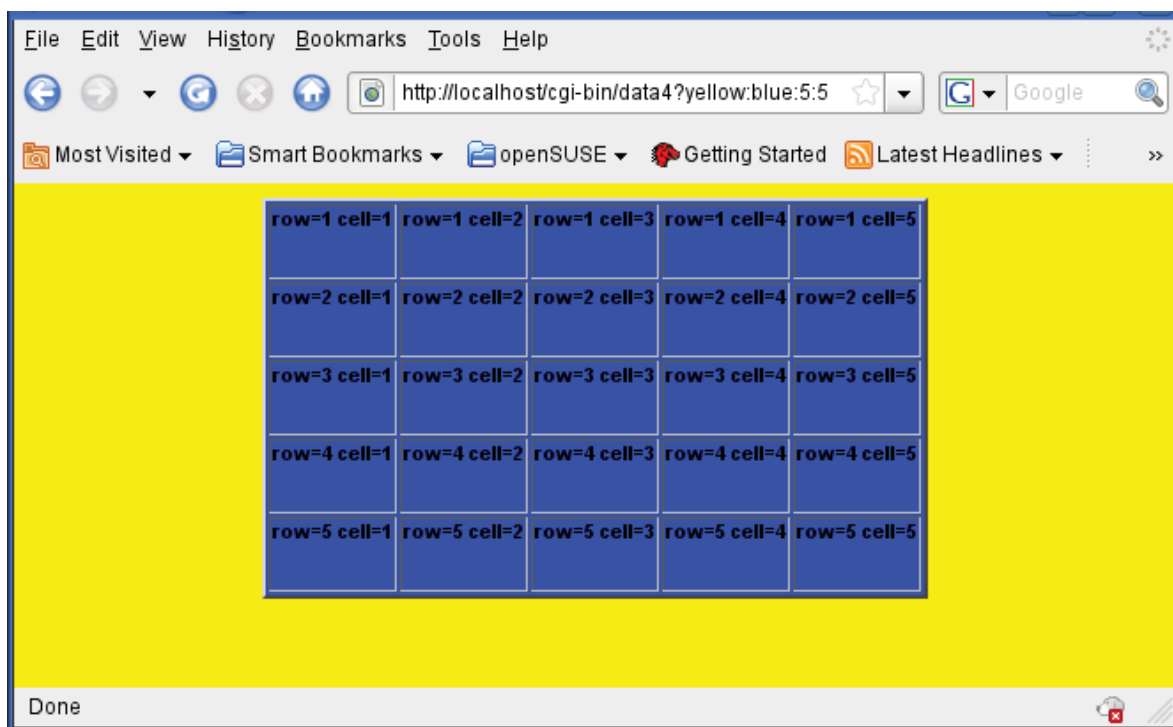 File Edit View History Bookmarks Tools Help
http://localhost/cgi-bin/data4?yellow:blue:5:5 G Google
Most Visited Smart Bookmarks openSUSE Getting Started Latest Headlines »
row=1 cell=1 row=1 cell=2 row=1 cell=3 row=1 cell=4 row=1 cell=5
row=2 cell=1 row=2 cell=2 row=2 cell=3 row=2 cell=4 row=2 cell=5
row=3 cell=1 row=3 cell=2 row=3 cell=3 row=3 cell=4 row=3 cell=5
row=4 cell=1 row=4 cell=2 row=4 cell=3 row=4 cell=4 row=4 cell=5
row=5 cell=1 row=5 cell=2 row=5 cell=3 row=5 cell=4 row=5 cell=5
Done